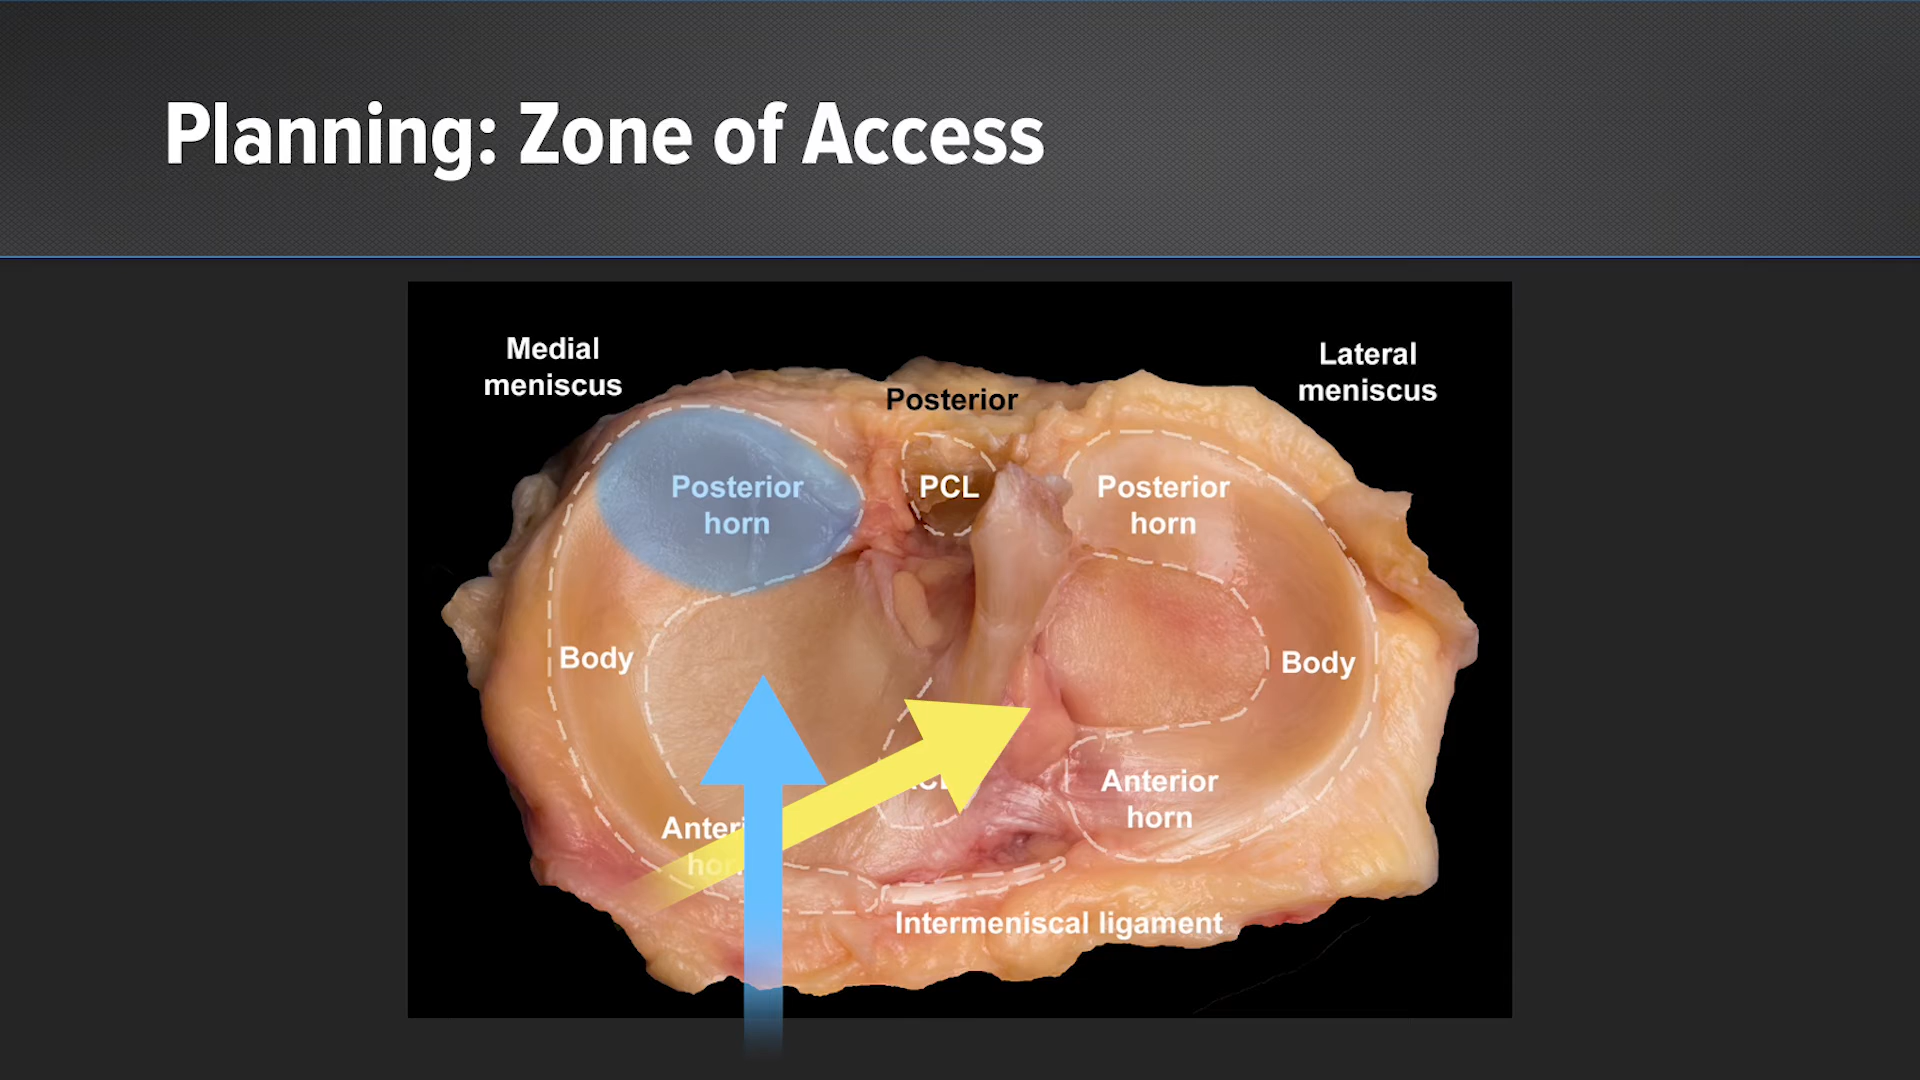 Planning: Zone of Access
Medial
meniscus
Lateral
meniscus
Posterior
Posterior
horn
PCL
Posterior
horn
Body
Body
Anterior
horn
Intermeniscal ligament